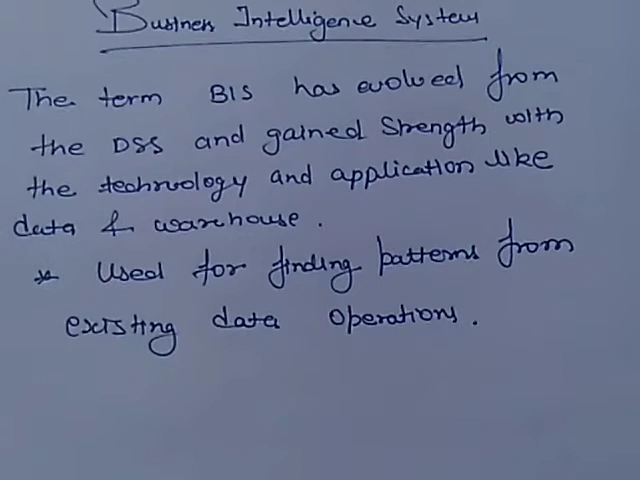 Business Intelligence System
The term BIS has evolved from
the DSS and gained Strength with
the technology and application like
data & warehouse.
* Used for finding patterns from
existing data operations.